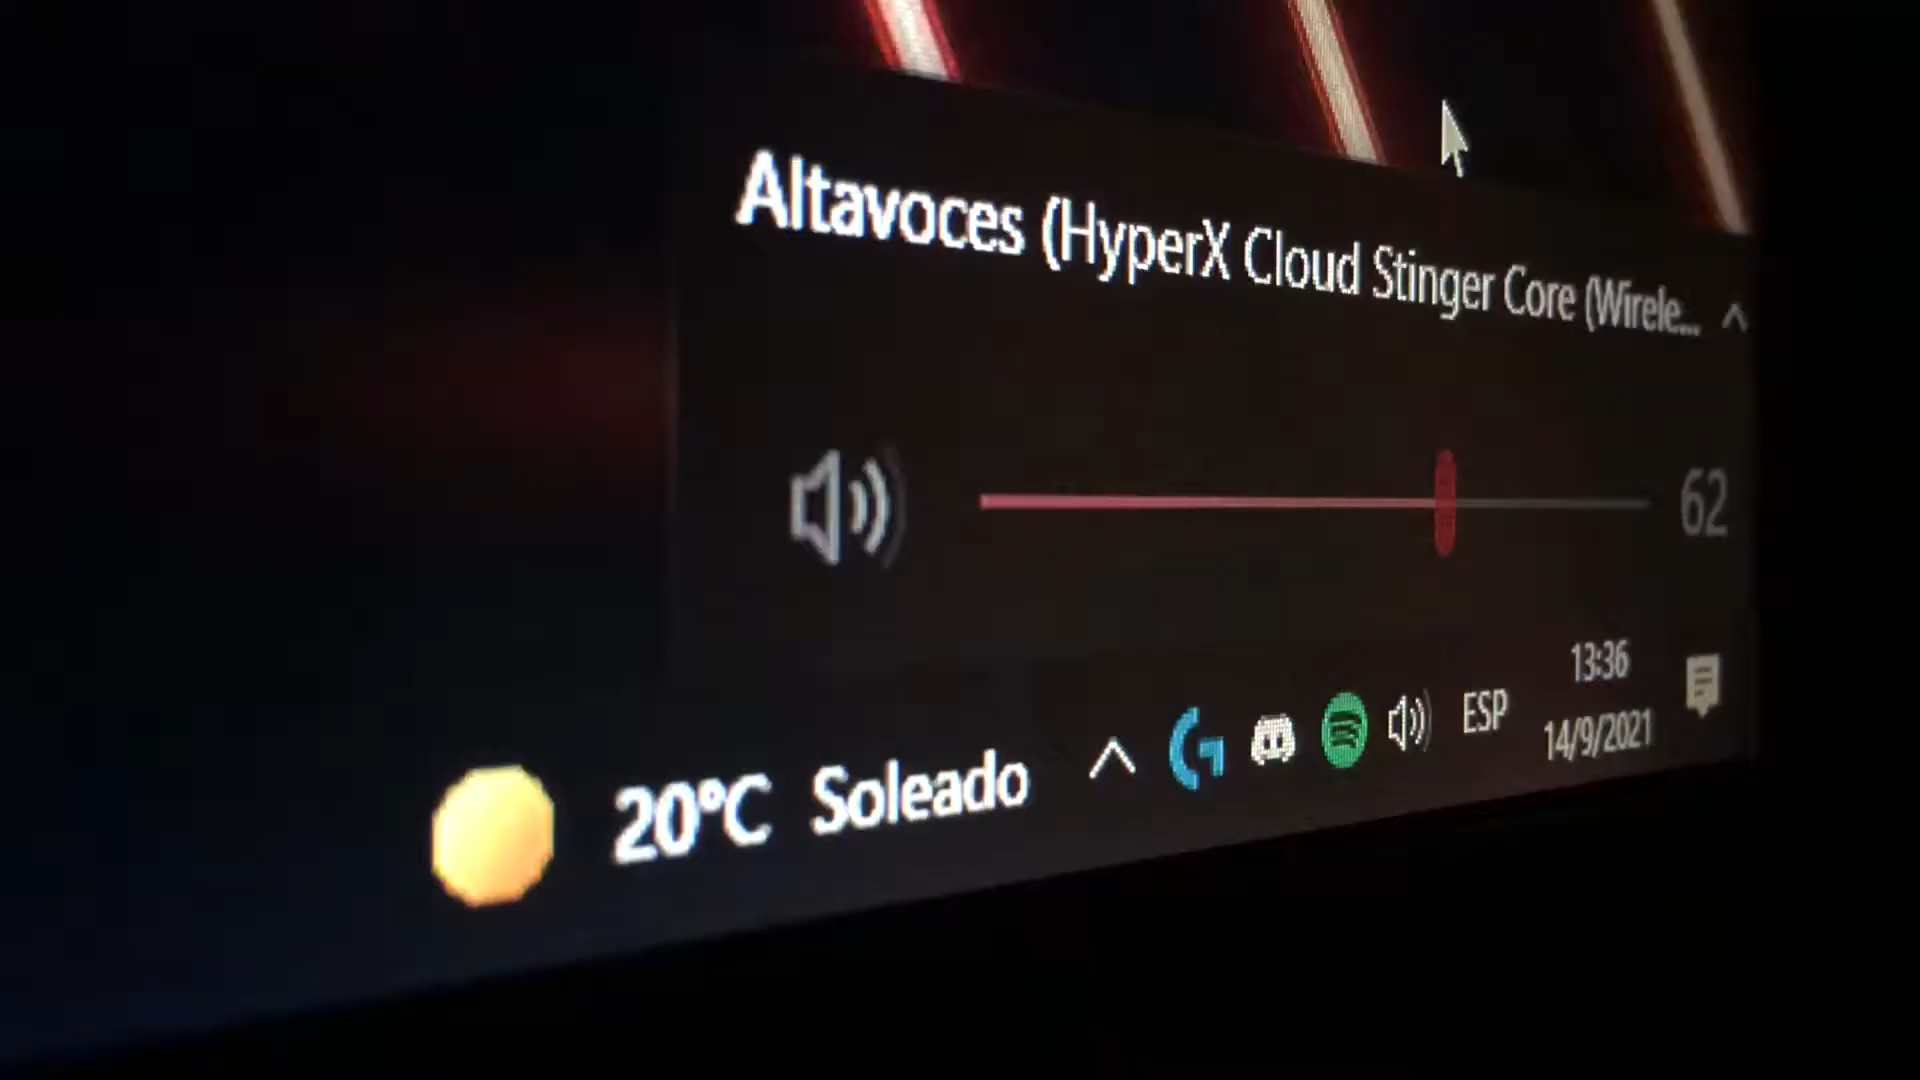 Altavoces (HyperX Cloud Stinger Core (Wirele...
62
20°C Soleado
ESP
13:36
14/9/2021